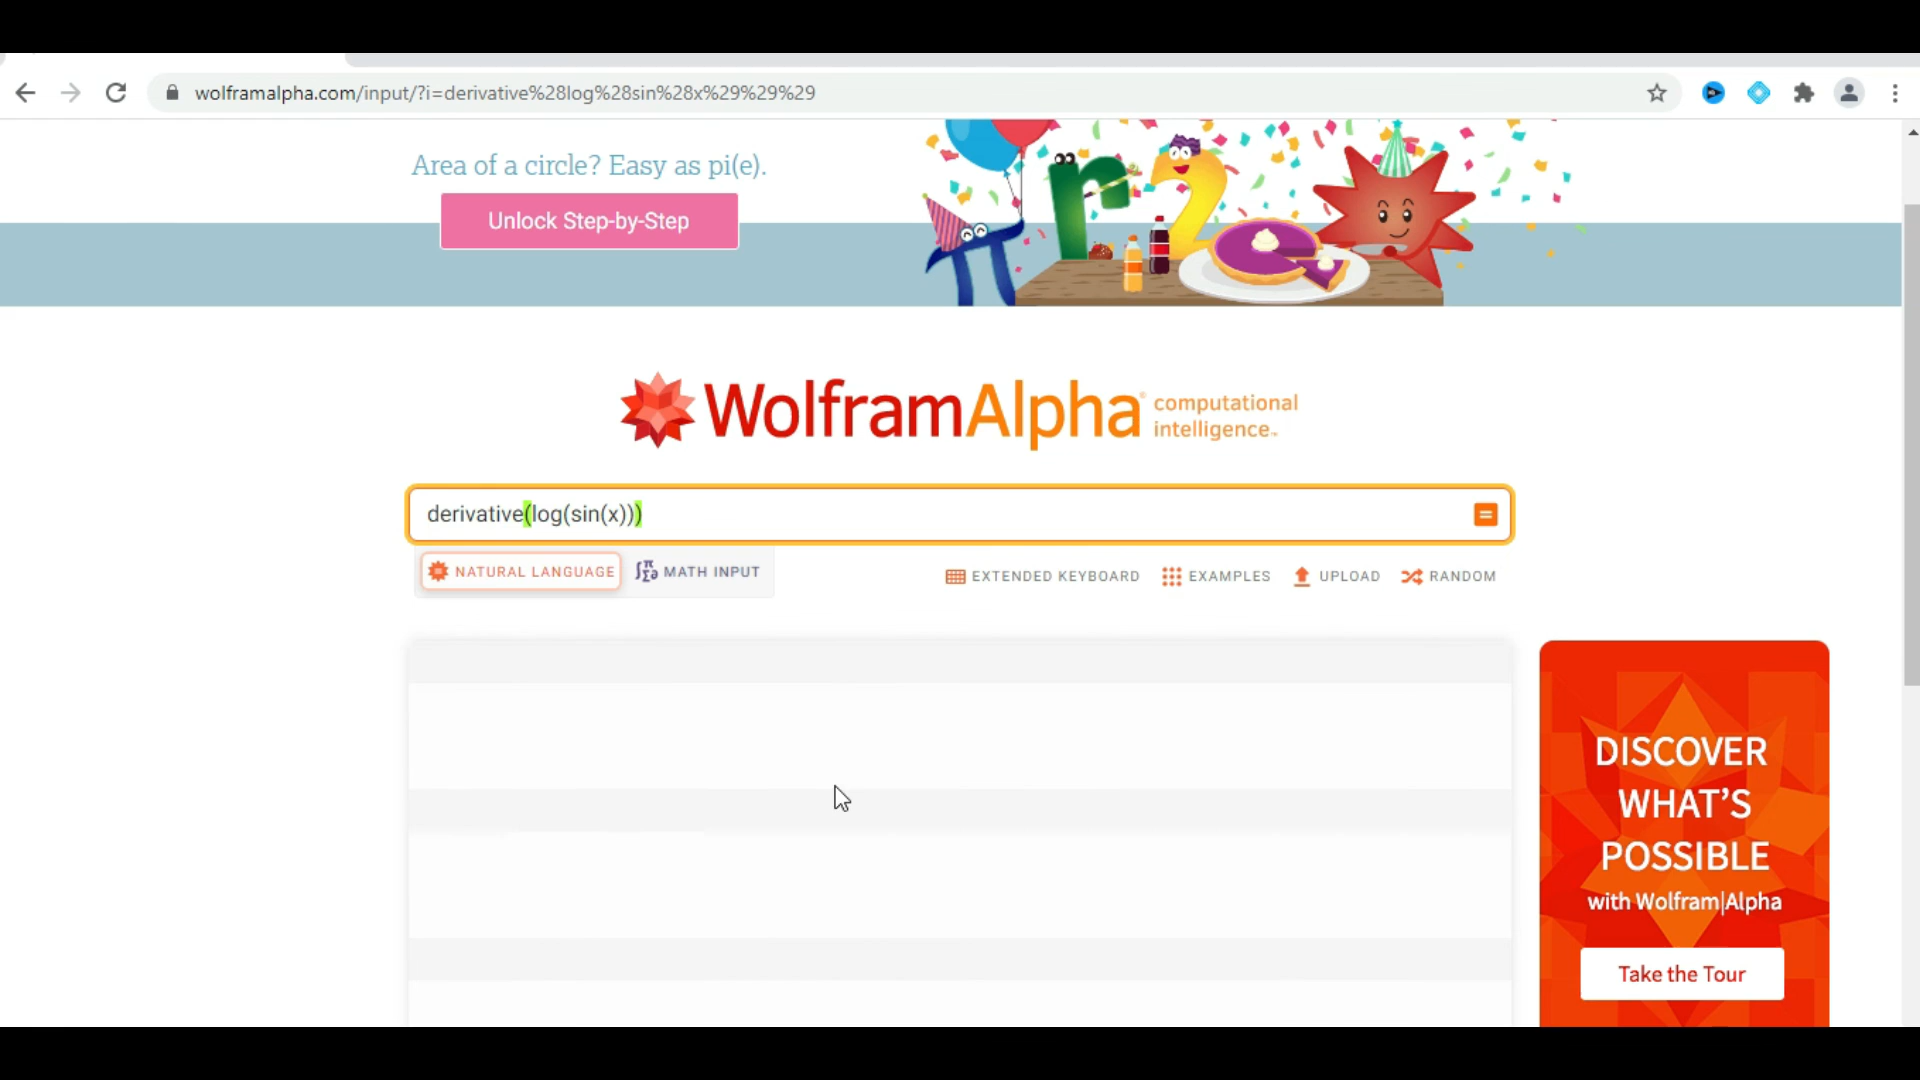 wolframalpha.com/input/?i=derivative%28log%28sin%28x%29%29%29
Area of a circle? Easy as pi(e).
Unlock Step-by-Step
π r 2
WolframAlpha computational intelligence™
derivative(log(sin(x)))
=
NATURAL LANGUAGE
∫π Σ∂ MATH INPUT
EXTENDED KEYBOARD
EXAMPLES
UPLOAD
RANDOM
DISCOVER
WHAT'S
POSSIBLE
with Wolfram|Alpha
Take the Tour